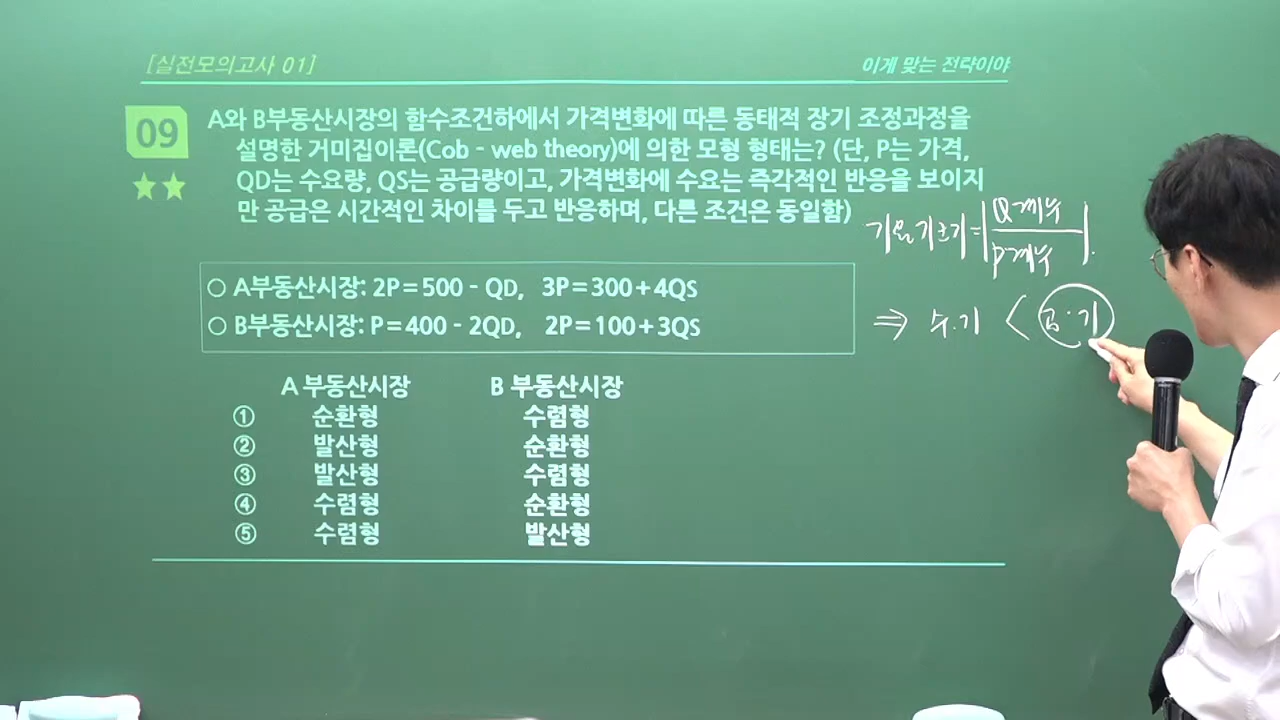 [실전모의고사 01]
이게 맞는 전략이야
09
A와 B부동산시장의 함수조건하에서 가격변화에 따른 동태적 장기 조정과정을
설명한 거미집이론(Cob - web theory)에 의한 모형 형태는? (단, P는 가격,
QD는 수요량, QS는 공급량이고, 가격변화에 수요는 즉각적인 반응을 보이지
만 공급은 시간적인 차이를 두고 반응하며, 다른 조건은 동일함)
○ A부동산시장: 2P = 500 - QD, 3P = 300 + 4QS
○ B부동산시장: P = 400 - 2QD, 2P = 100 + 3QS
A 부동산시장 B 부동산시장
① 순환형 수렴형
② 발산형 순환형
③ 발산형 수렴형
④ 수렴형 순환형
⑤ 수렴형 발산형
Q계수
P계수
⇒ 수·기 < 공·기